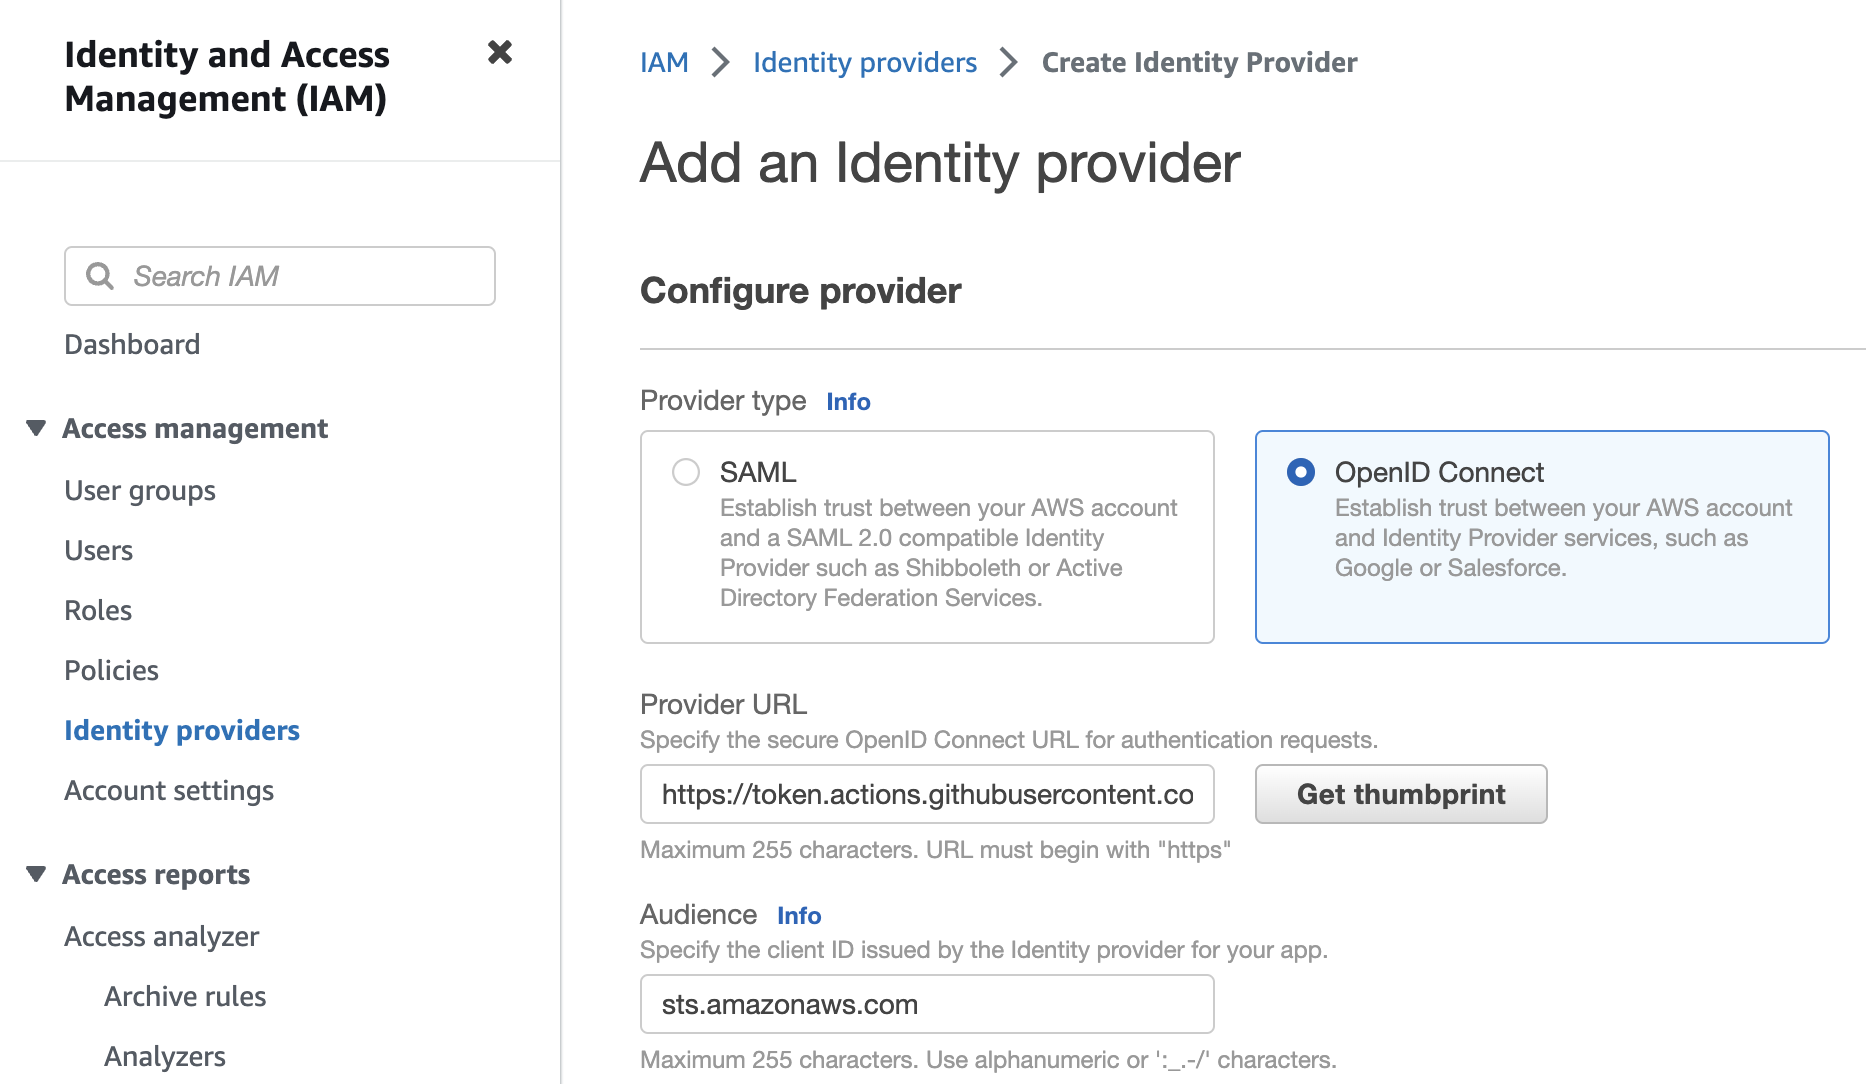 Identity and Access
Management (IAM)
Search IAM
Dashboard
Access management
User groups
Users
Roles
Policies
Identity providers
Account settings
Access reports
Access analyzer
Archive rules
Analyzers
IAM > Identity providers > Create Identity Provider
Add an Identity provider
Configure provider
Provider type Info
SAML
Establish trust between your AWS account
and a SAML 2.0 compatible Identity
Provider such as Shibboleth or Active
Directory Federation Services.
OpenID Connect
Establish trust between your AWS account
and Identity Provider services, such as
Google or Salesforce.
Provider URL
Specify the secure OpenID Connect URL for authentication requests.
https://token.actions.githubusercontent.co
Get thumbprint
Maximum 255 characters. URL must begin with "https"
Audience Info
Specify the client ID issued by the Identity provider for your app.
sts.amazonaws.com
Maximum 255 characters. Use alphanumeric or ':_.-/' characters.